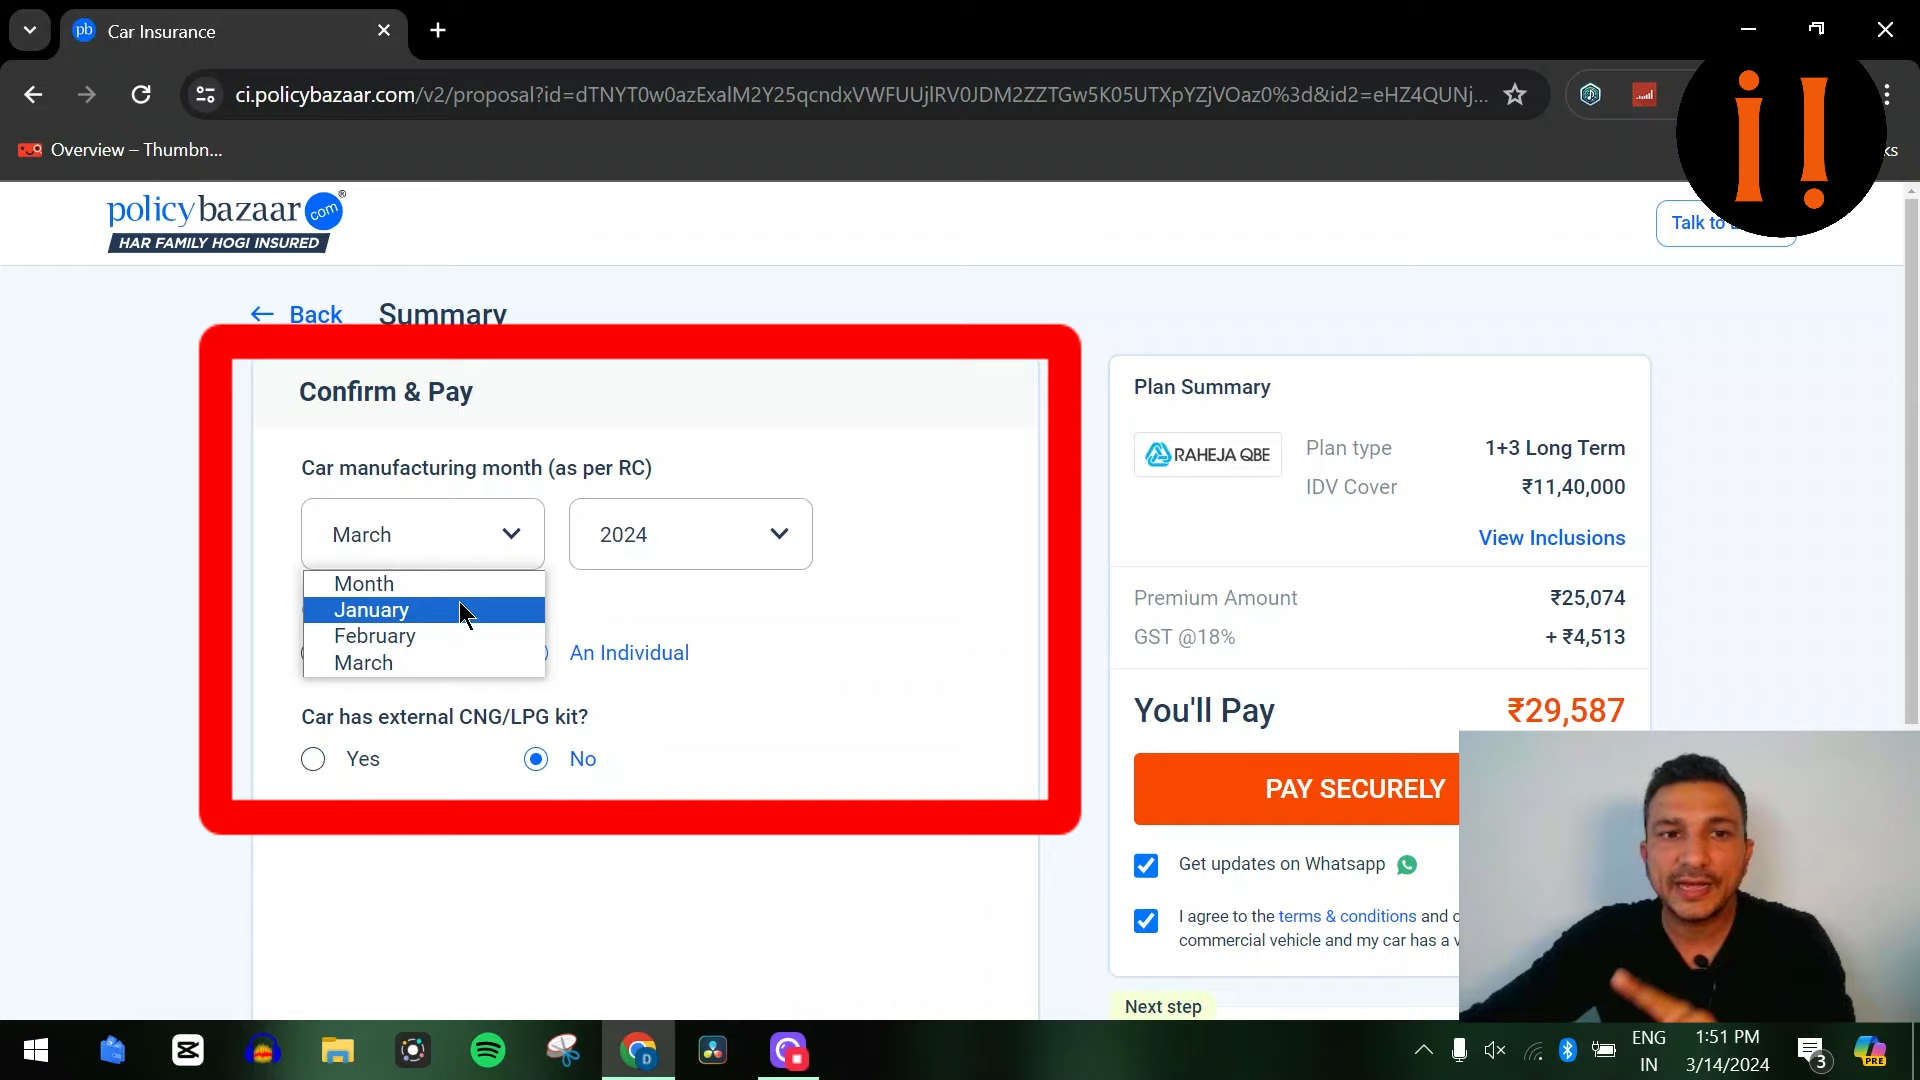 pb Car Insurance
ci.policybazaar.com/v2/proposal?id=dTNYT0w0azExalM2Y25qcndxVWFUUjlRV0JDM2ZZTGw5K05UTXpYZjVOaz0%3d&id2=eHZ4QUNj...
Overview – Thumbn...
ks
policybazaar com ®
HAR FAMILY HOGI INSURED
Talk to
← Back Summary
Confirm & Pay
Car manufacturing month (as per RC)
March 2024
Month
January
February
March
An Individual
Car has external CNG/LPG kit?
Yes No
Plan Summary
RAHEJA QBE
Plan type 1+3 Long Term
IDV Cover ₹11,40,000
View Inclusions
Premium Amount ₹25,074
GST @18% + ₹4,513
You'll Pay ₹29,587
PAY SECURELY
Get updates on Whatsapp
I agree to the terms & conditions and
commercial vehicle and my car has a
Next step
ENG
IN
1:51 PM
3/14/2024
3
PRE